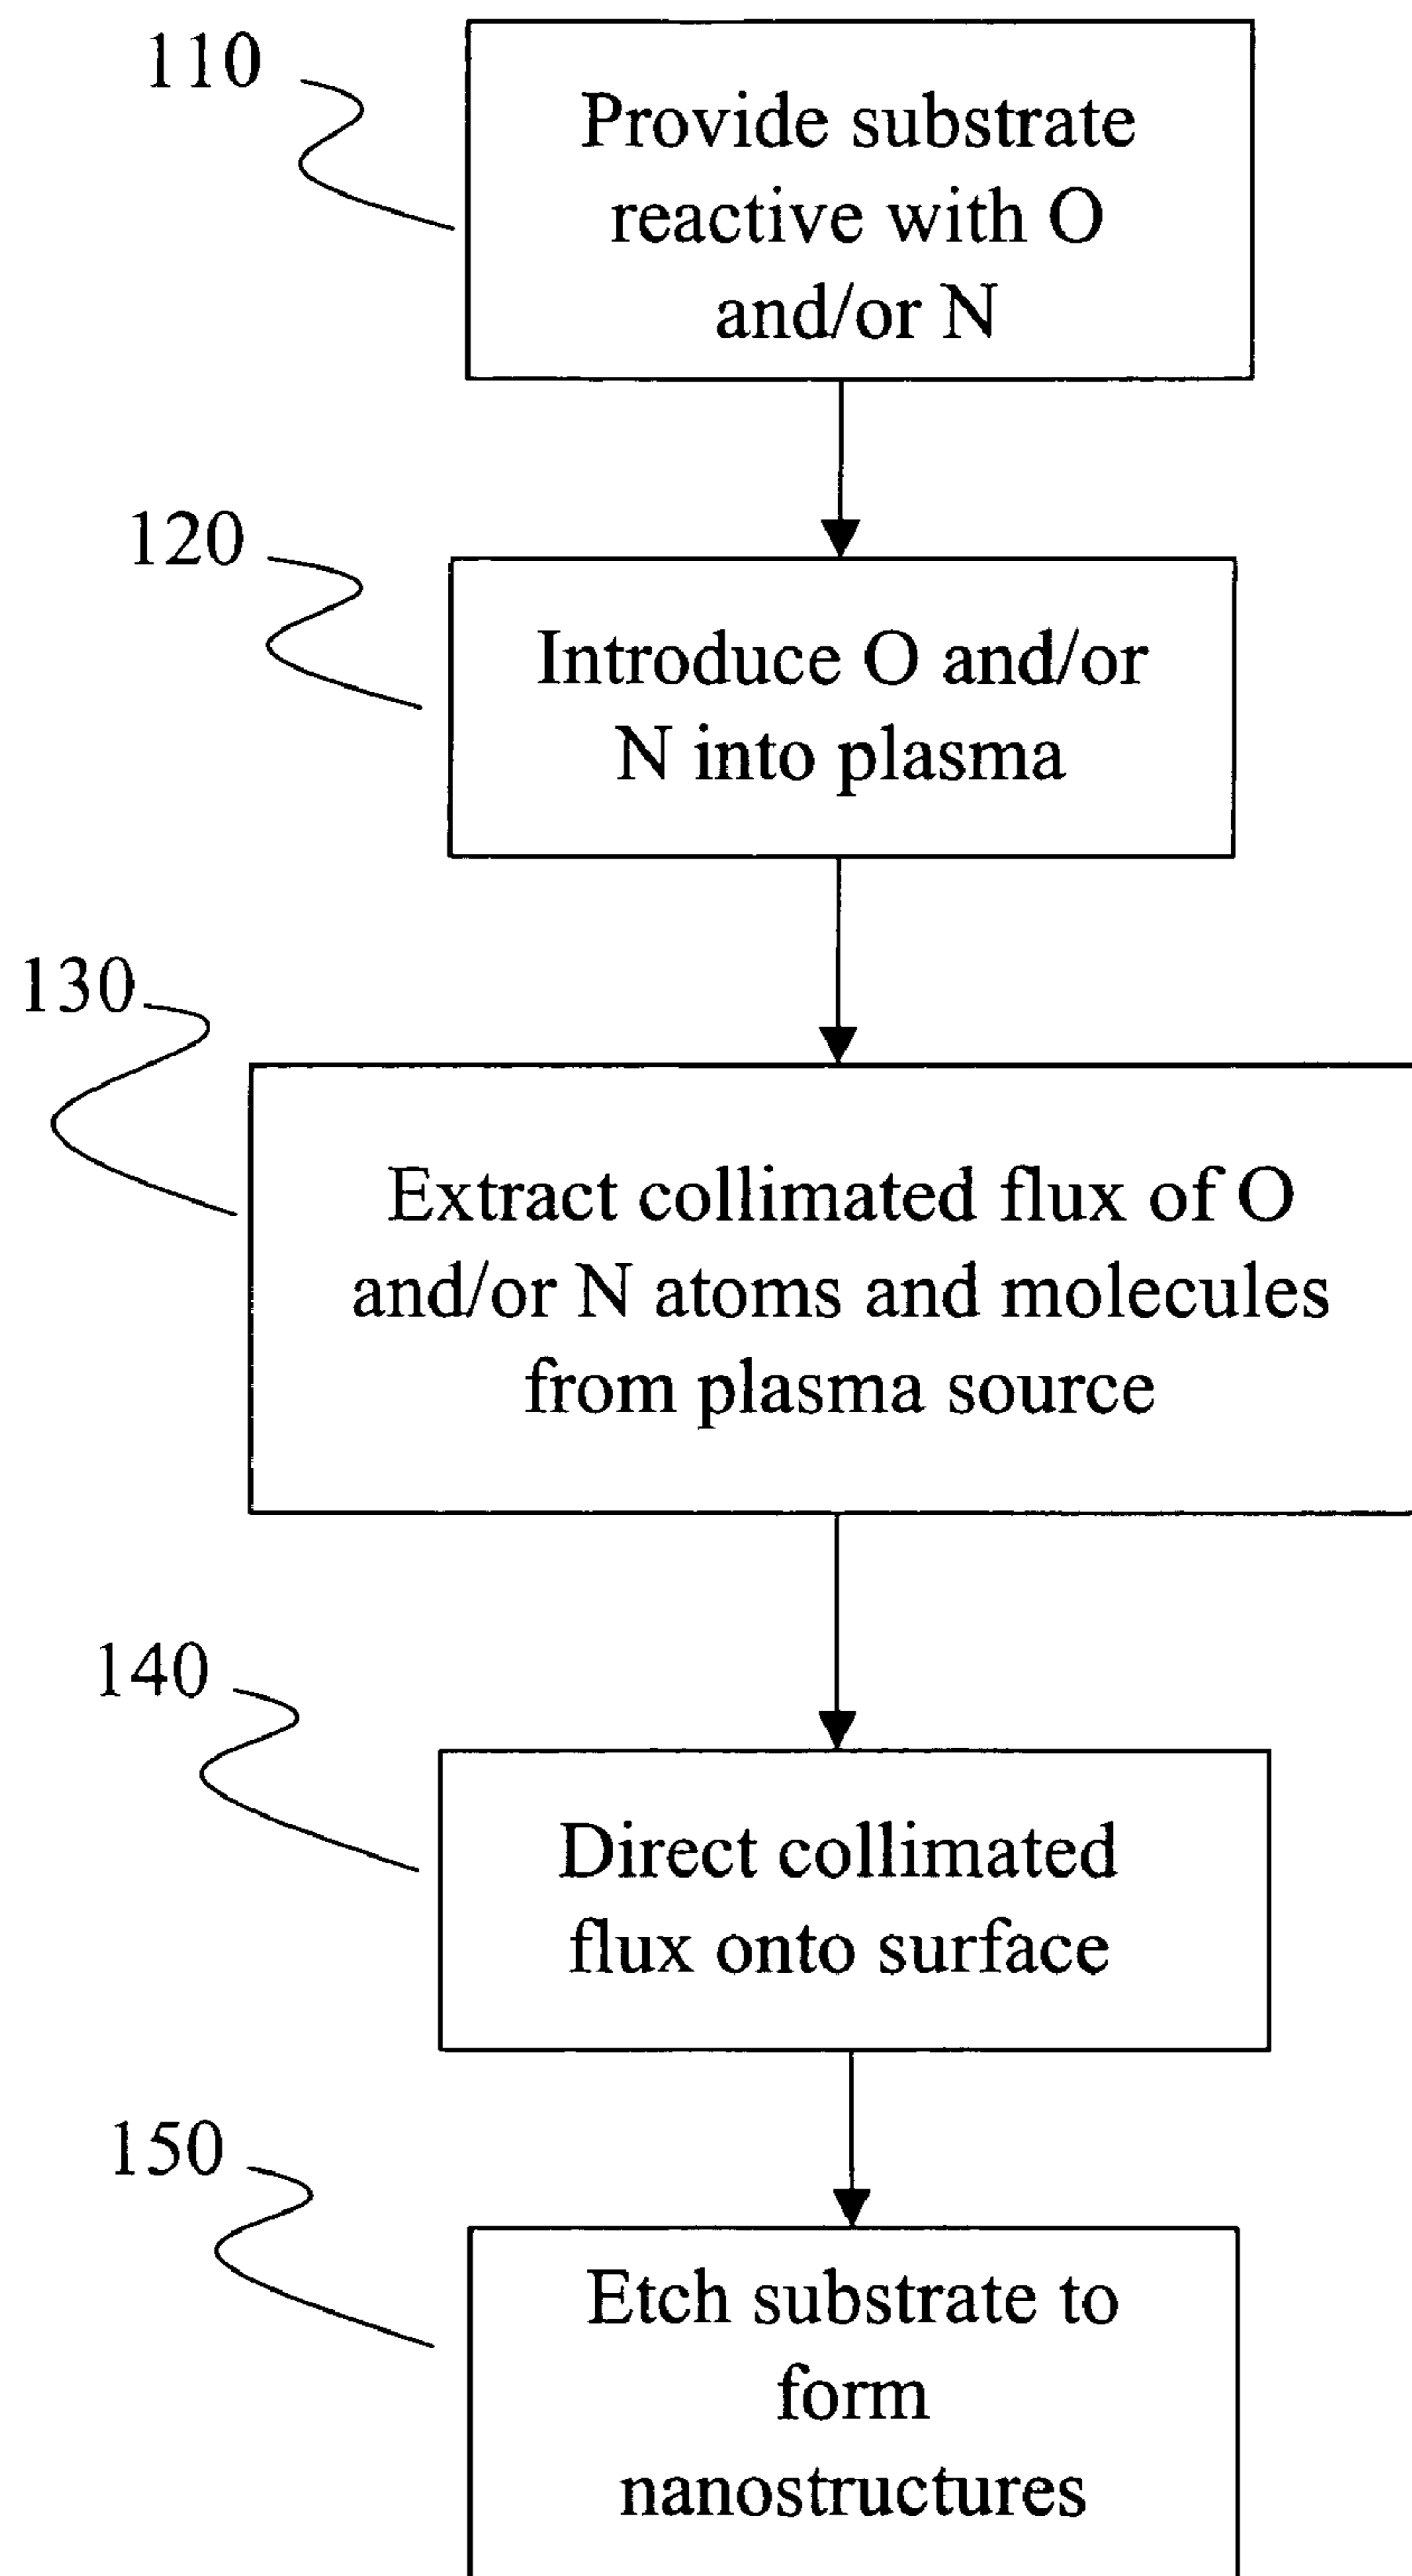 110
Provide substrate
reactive with O
and/or N
120
Introduce O and/or
N into plasma
130
Extract collimated flux of O
and/or N atoms and molecules
from plasma source
140
Direct collimated
flux onto surface
150
Etch substrate to
form
nanostructures